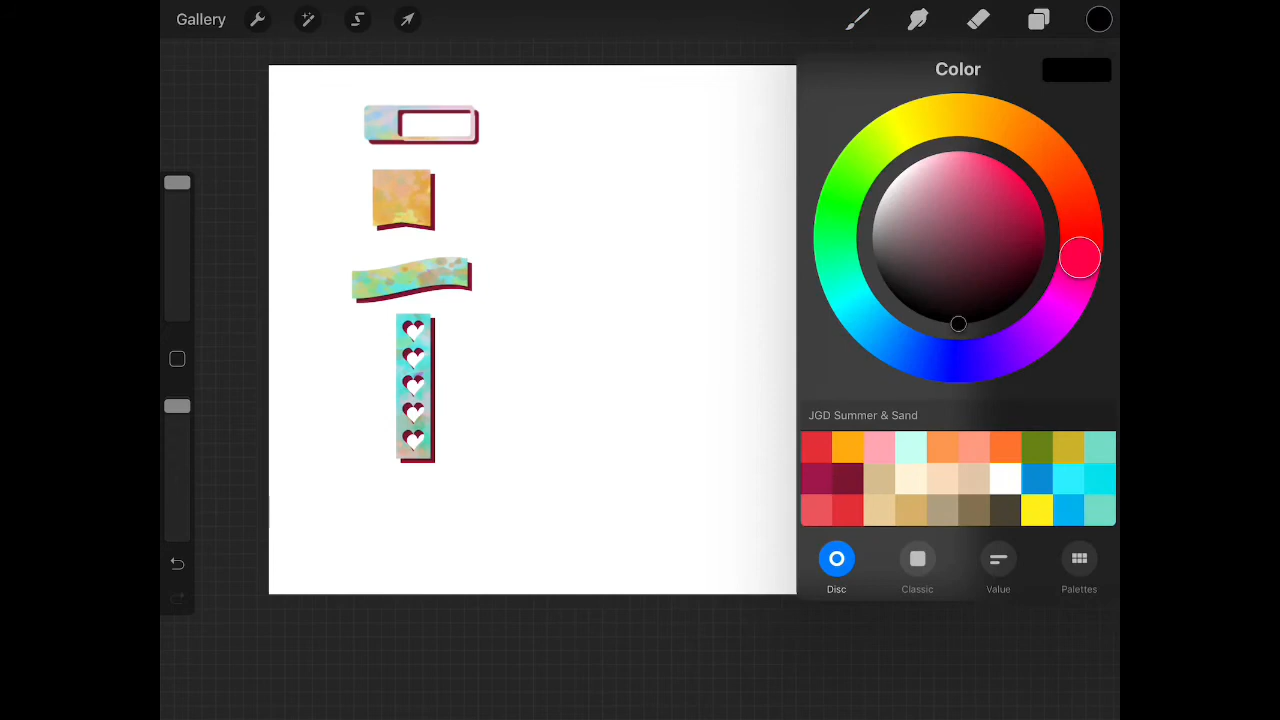 Gallery
Color
JGD Summer & Sand
Disc
Classic
Value
Palettes